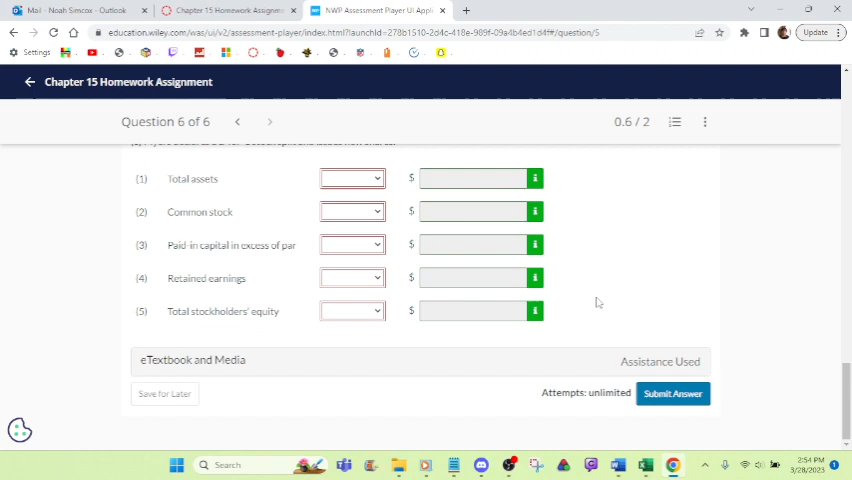 Mail - Noah Simcox - Outlook
Chapter 15 Homework Assignm
NWP Assessment Player UI Appli
education.wiley.com/was/ui/v2/assessment-player/index.html?launchId=278b1510-2d4c-418e-989f-09a4b4ed1d4f#/question/5
Update
Settings
Chapter 15 Homework Assignment
Question 6 of 6
0.6 / 2
(1) Total assets $
(2) Common stock $
(3) Paid-in capital in excess of par $
(4) Retained earnings $
(5) Total stockholders' equity $
eTextbook and Media
Assistance Used
Save for Later
Attempts: unlimited
Submit Answer
Search
2:54 PM
3/28/2023